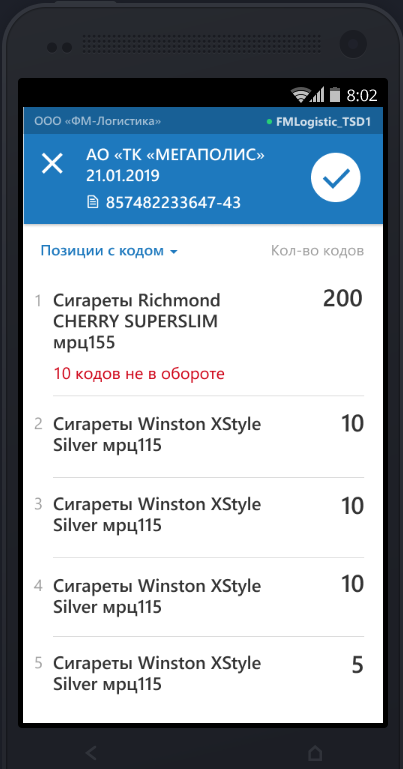 8:02
ООО «ФМ-Логистика» FMLogistic_TSD1
АО «ТК «МЕГАПОЛИС»
21.01.2019
857482233647-43
Позиции с кодом Кол-во кодов
1 Сигареты Richmond 200
CHERRY SUPERSLIM
мрц155
10 кодов не в обороте
2 Сигареты Winston XStyle 10
Silver мрц115
3 Сигареты Winston XStyle 10
Silver мрц115
4 Сигареты Winston XStyle 10
Silver мрц115
5 Сигареты Winston XStyle 5
Silver мрц115